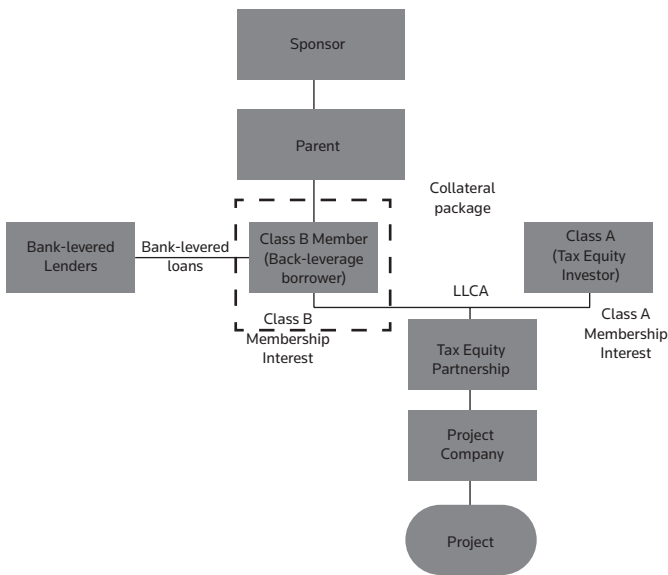 Sponsor
Parent
Collateral
package
Bank-levered
Lenders
Bank-levered
loans
Class B Member
(Back-leverage
borrower)
Class A
(Tax Equity
Investor)
LLCA
Class B
Membership
Interest
Class A
Membership
Interest
Tax Equity
Partnership
Project
Company
Project